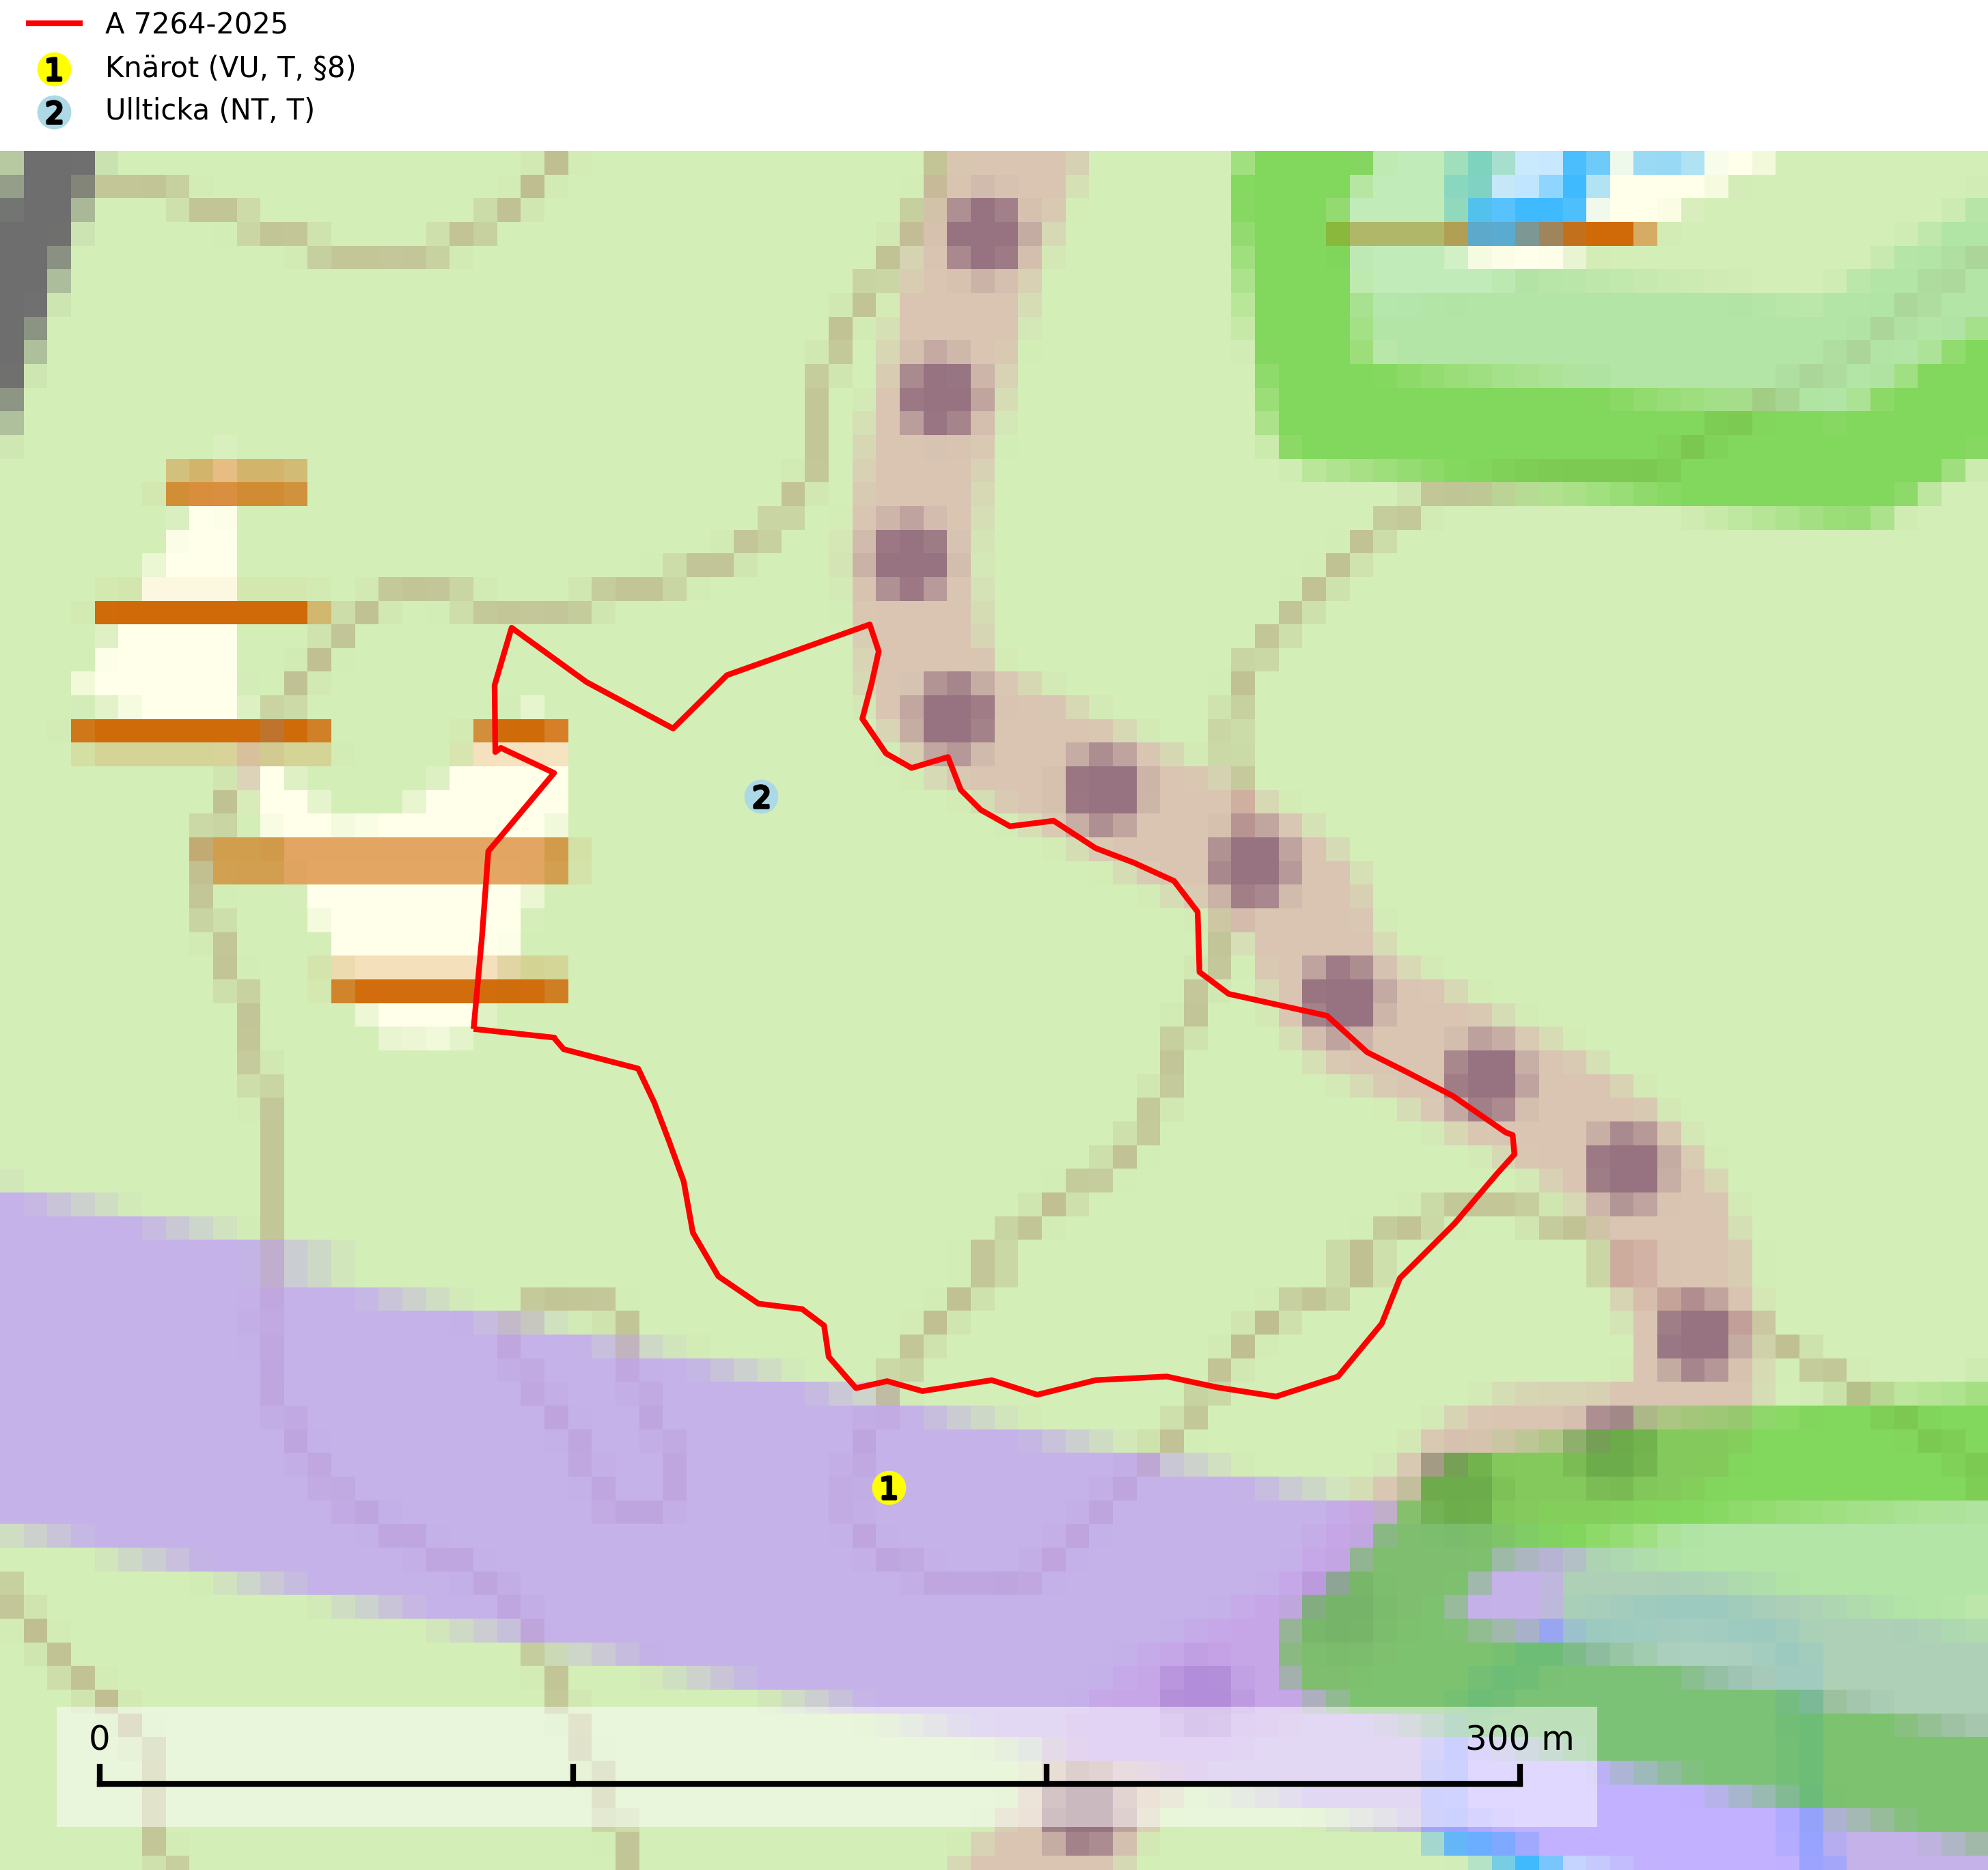 A 7264-2025
1 Knärot (VU, T, §8)
2 Ullticka (NT, T)
2
1
0 300 m